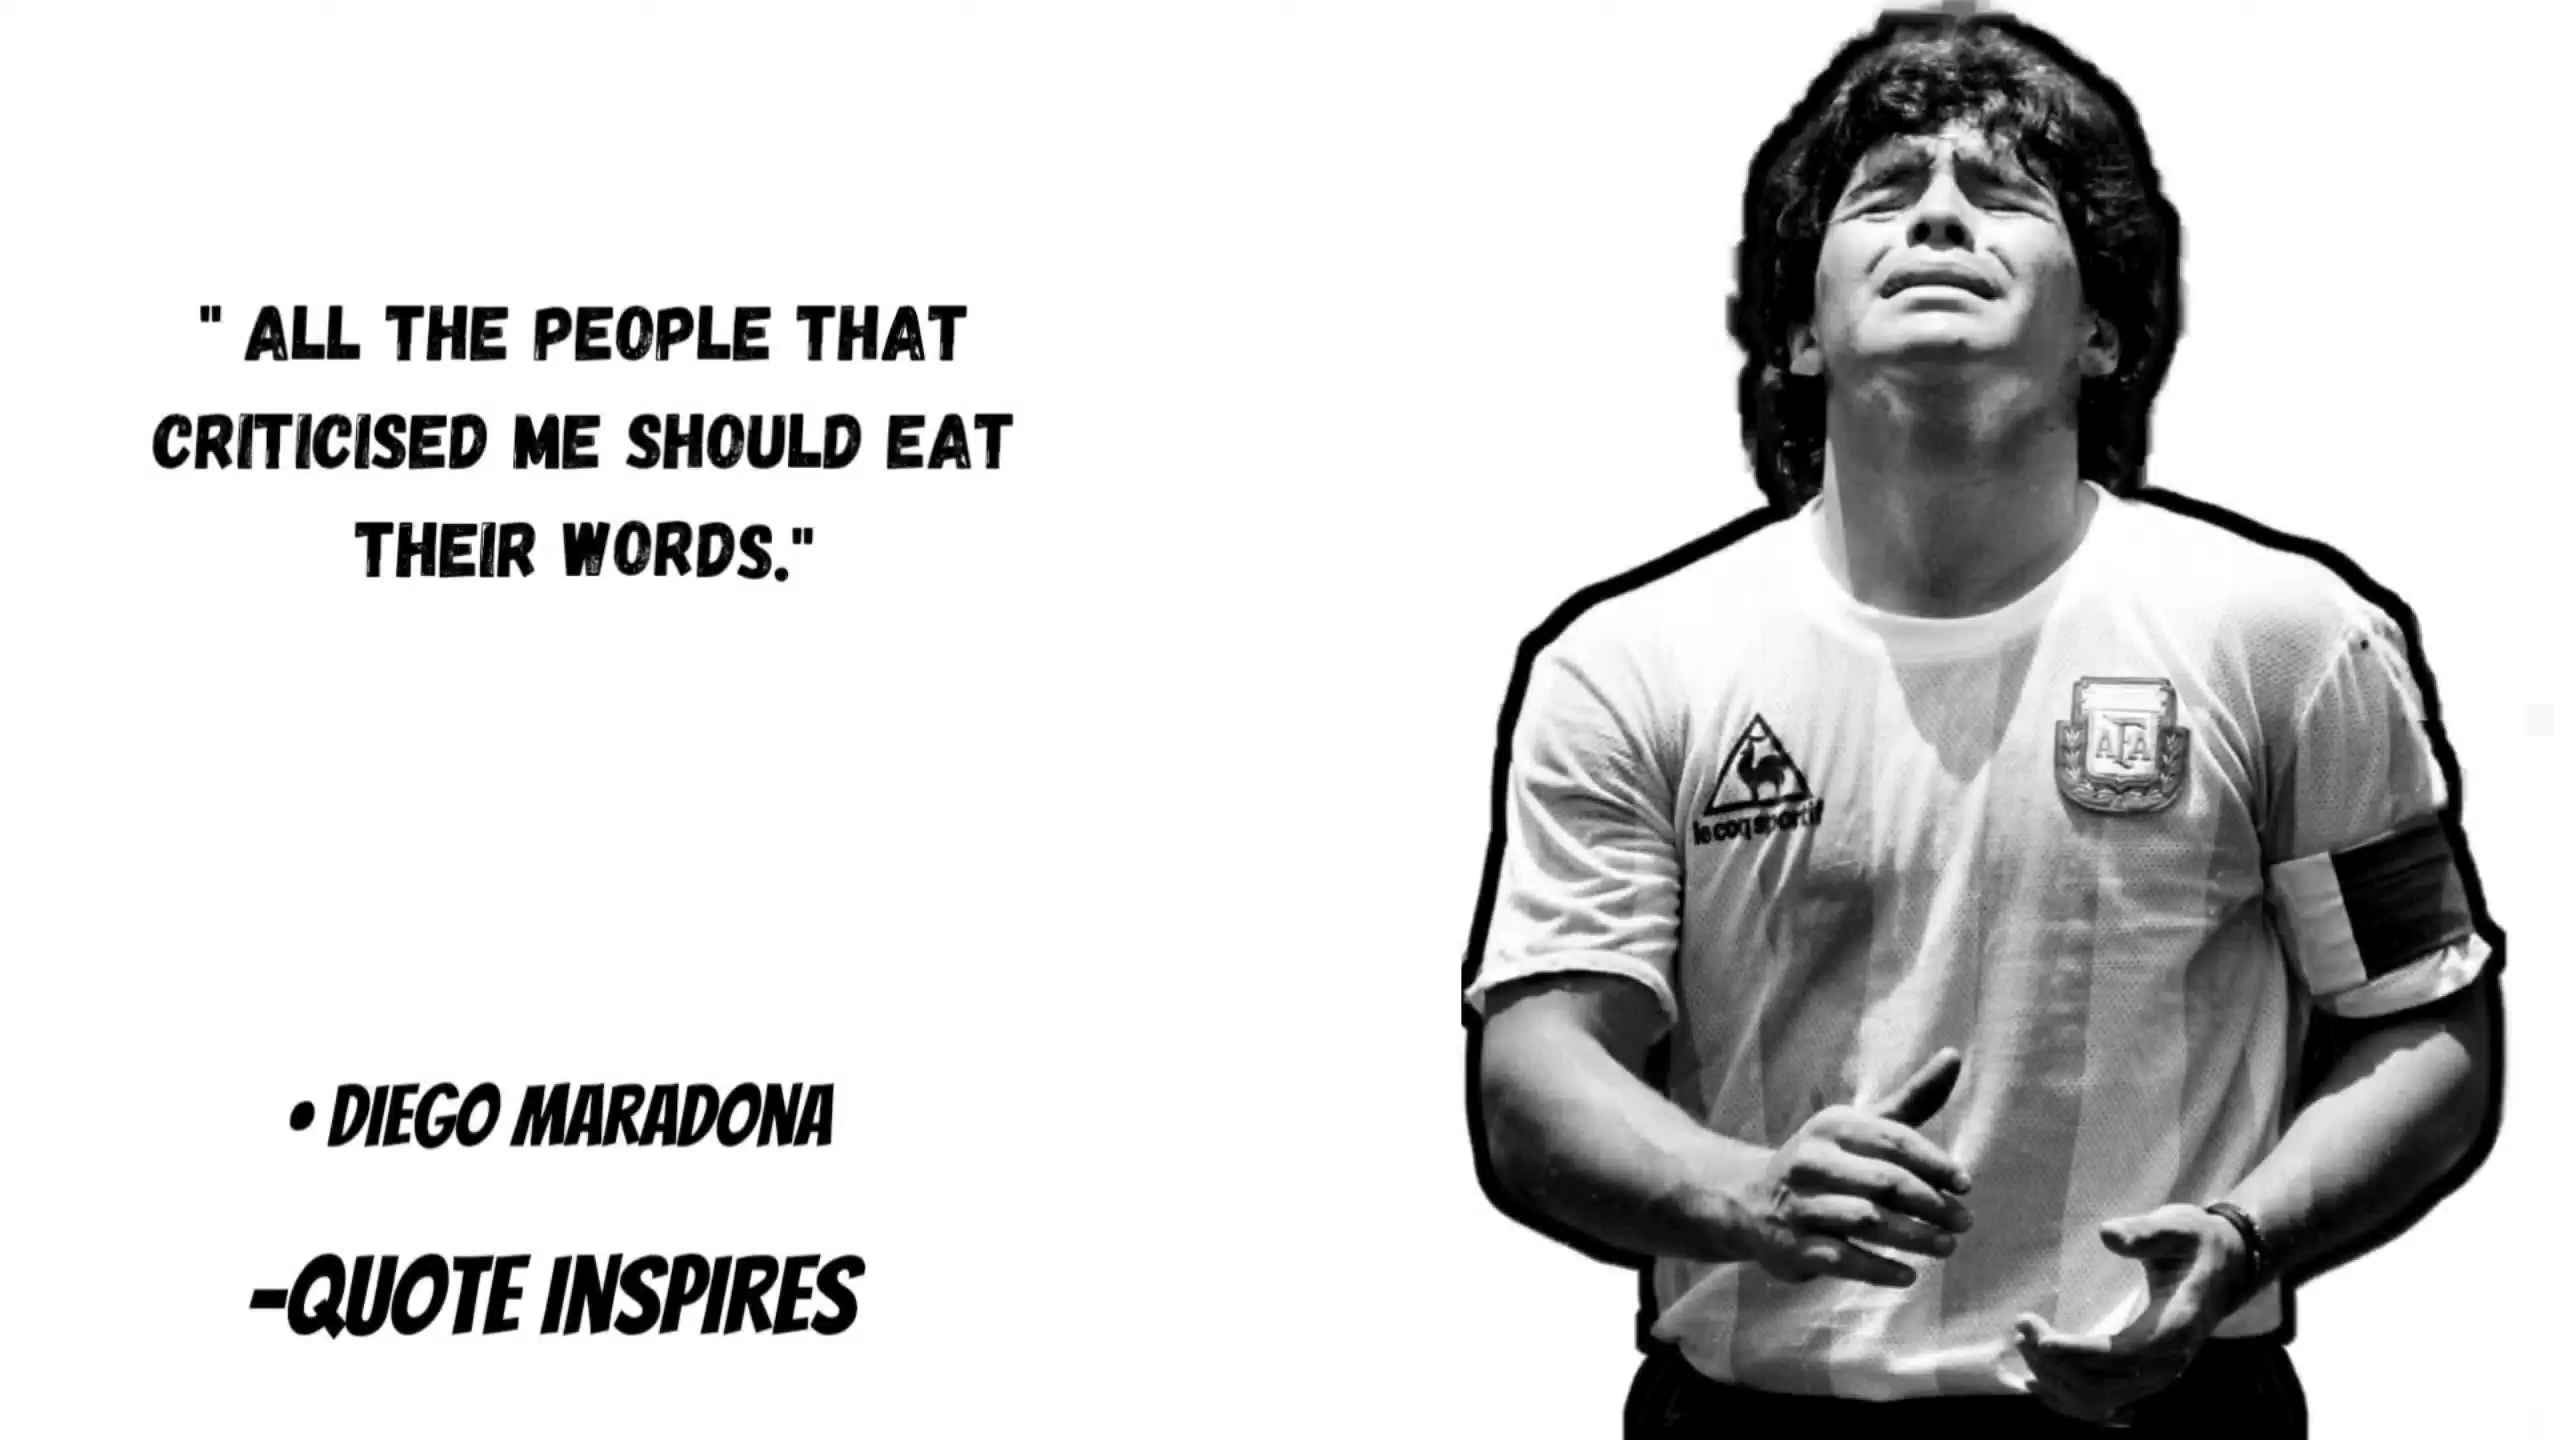 " ALL THE PEOPLE THAT
CRITICISED ME SHOULD EAT
THEIR WORDS."
• DIEGO MARADONA
-QUOTE INSPIRES
le coq sportif
AFA